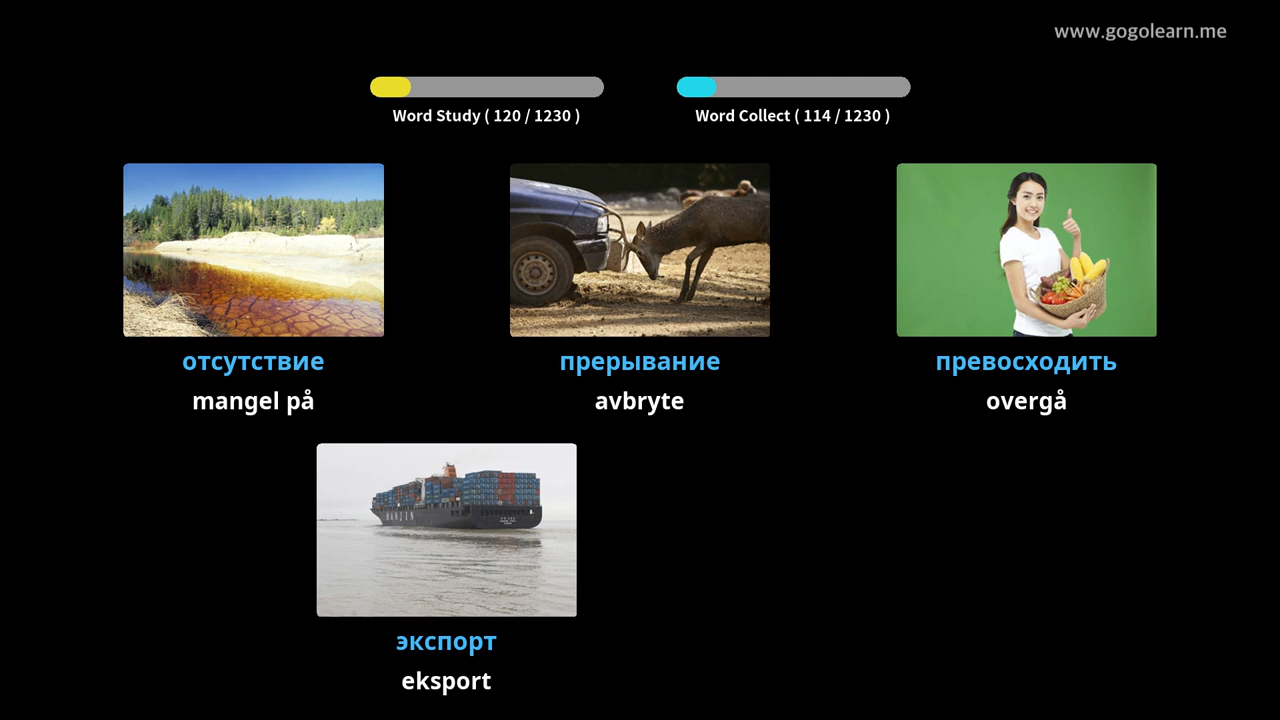 www.gogolearn.me
Word Study ( 120 / 1230 )
Word Collect ( 114 / 1230 )
отсутствие
mangel på
прерывание
avbryte
превосходить
overgå
HANJIN
экспорт
eksport